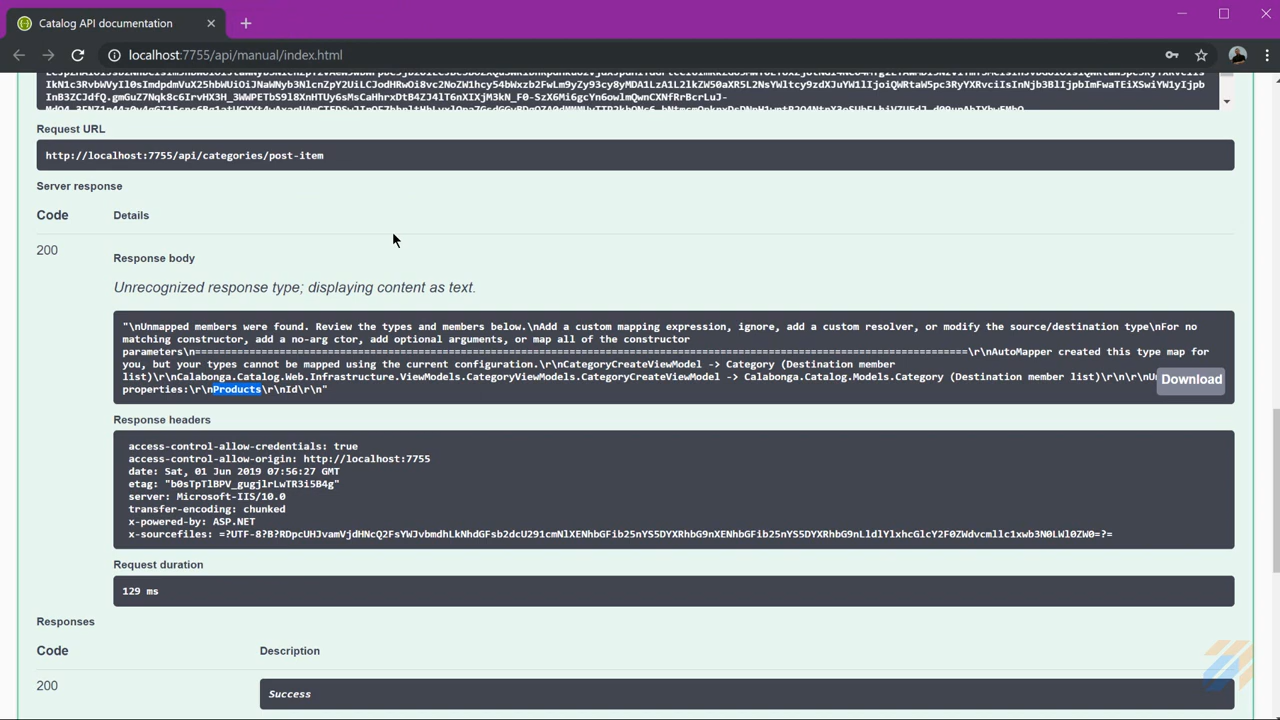 Catalog API documentation
localhost:7755/api/manual/index.html
Request URL
http://localhost:7755/api/categories/post-item
Server response
Code Details
200
Response body
Unrecognized response type; displaying content as text.
"\nUnmapped members were found. Review the types and members below.\nAdd a custom mapping expression, ignore, add a custom resolver, or modify the source/destination type\nFor no
matching constructor, add a no-arg ctor, add optional arguments, or map all of the constructor
parameters\n================================================================================================\r\nAutoMapper created this type map for
you, but your types cannot be mapped using the current configuration.\r\nCategoryCreateViewModel -> Category (Destination member
list)\r\nCalabonga.Catalog.Web.Infrastructure.ViewModels.CategoryViewModels.CategoryCreateViewModel -> Calabonga.Catalog.Models.Category (Destination member list)\r\n\r\n
properties:\r\nProducts\r\nId\r\n"
Download
Response headers
access-control-allow-credentials: true
access-control-allow-origin: http://localhost:7755
date: Sat, 01 Jun 2019 07:56:27 GMT
etag: "b0sTpTlBPV_gugjlrLwTR3i5B4g"
server: Microsoft-IIS/10.0
transfer-encoding: chunked
x-powered-by: ASP.NET
Request duration
129 ms
Responses
Code Description
200 Success